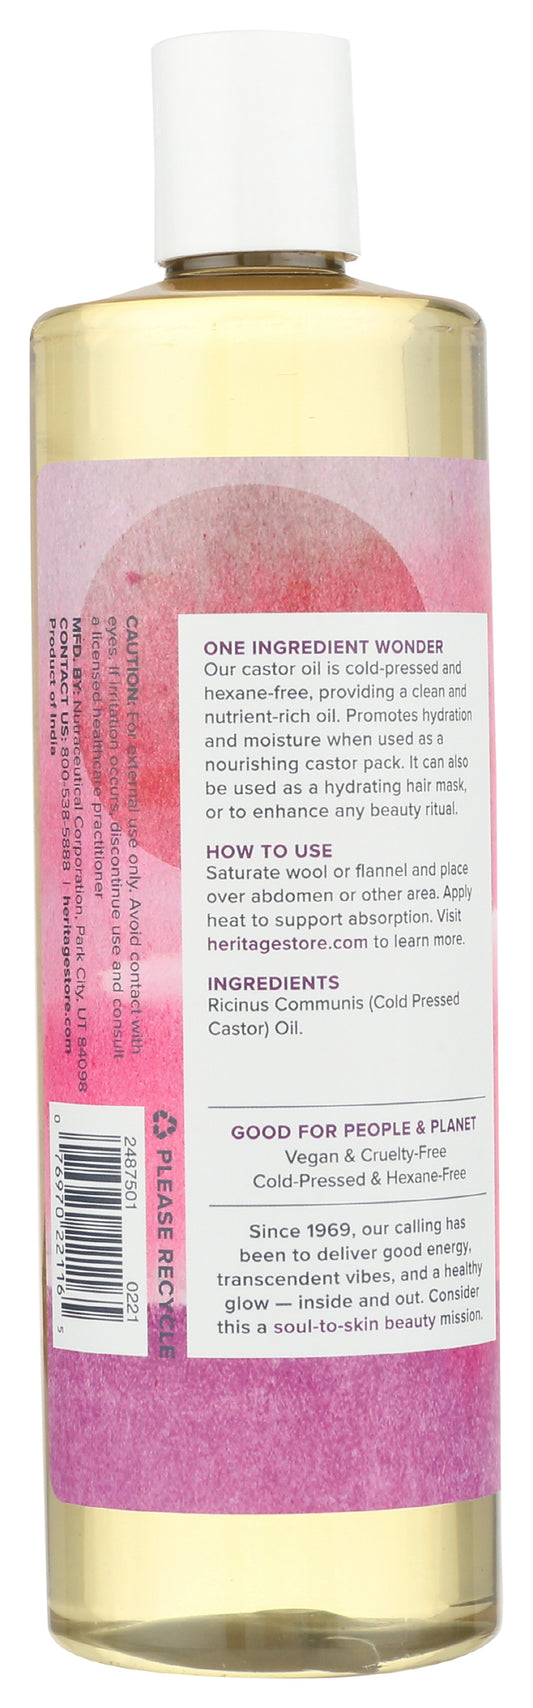 ONE INGREDIENT WONDER
Our castor oil is cold-pressed and
hexane-free, providing a clean and
nutrient-rich oil. Promotes hydration
and moisture when used as a
nourishing castor pack. It can also
be used as a hydrating hair mask,
or to enhance any beauty ritual.
HOW TO USE
Saturate wool or flannel and place
over abdomen or other area. Apply
heat to support absorption. Visit
heritagestore.com to learn more.
INGREDIENTS
Ricinus Communis (Cold Pressed
Castor) Oil.
GOOD FOR PEOPLE & PLANET
Vegan & Cruelty-Free
Cold-Pressed & Hexane-Free
Since 1969, our calling has
been to deliver good energy,
transcendent vibes, and a healthy
glow — inside and out. Consider
this a soul-to-skin beauty mission.
CAUTION: For external use only. Avoid contact with
eyes. If irritation occurs, discontinue use and consult
a licensed healthcare practitioner
MFD. BY: Nutraceutical Corporation, Park City, UT 84098
CONTACT US: 800-538-5888 | heritagestore.com
Product of India
PLEASE RECYCLE
2487501 0221
0 76970 22116 5